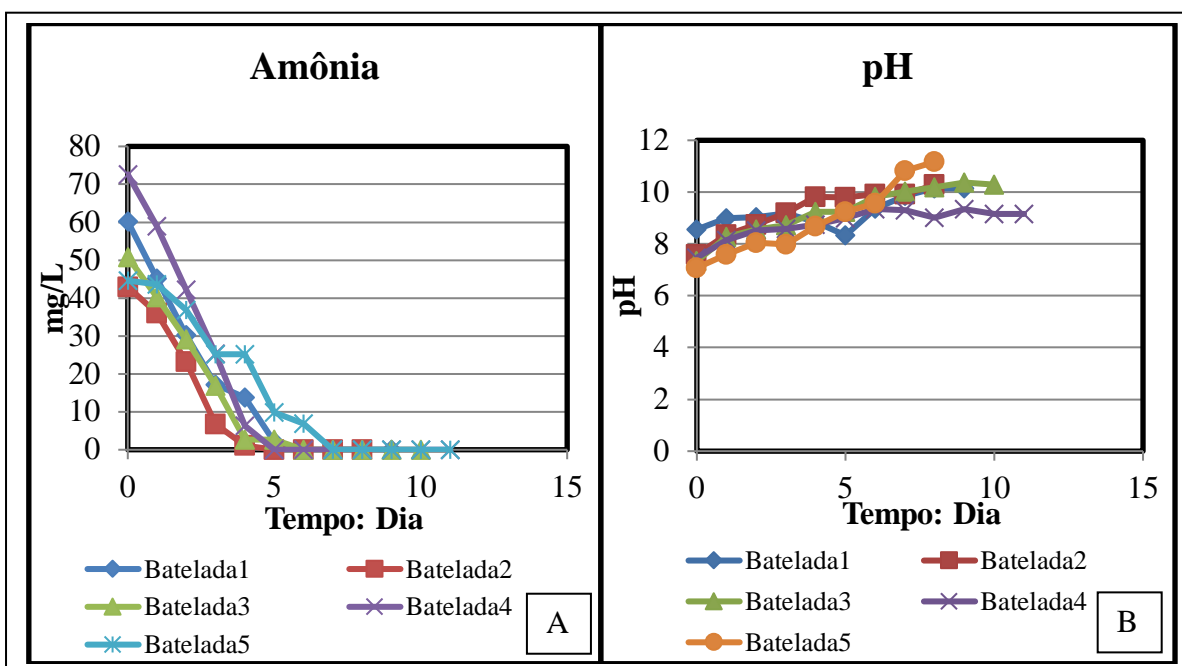 Amônia
80
70
60
50
40
30
20
10
0
mg/L
0 5 10 15
Tempo: Dia
Batelada1 Batelada2
Batelada3 Batelada4
Batelada5
A
pH
12
10
8
6
4
2
0
pH
0 5 10 15
Tempo: Dia
Batelada1 Batelada2
Batelada3 Batelada4
Batelada5
B